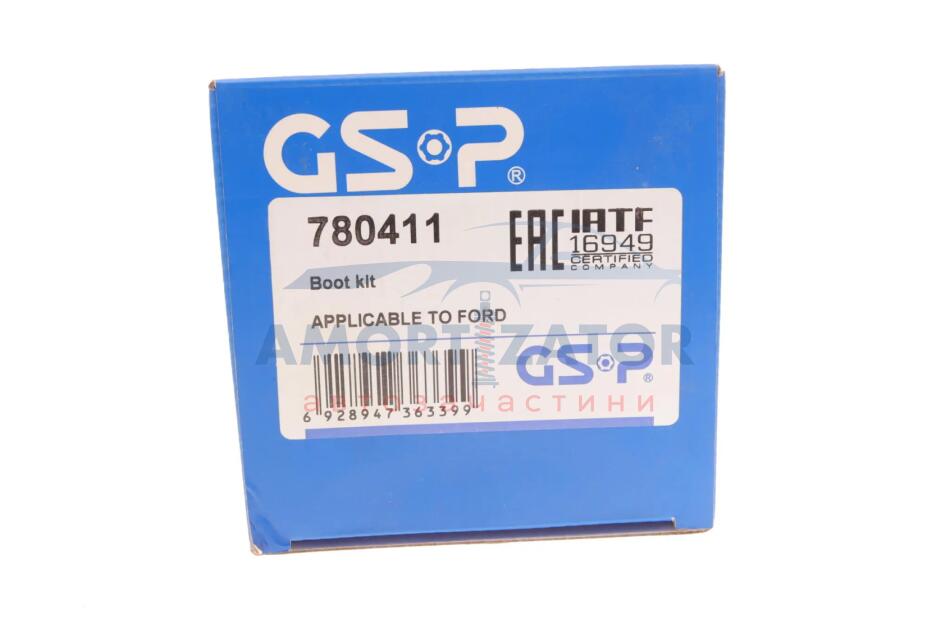 GSP®
780411
EAC
IATF
16949
CERTIFIED
COMPANY
Boot kit
APPLICABLE TO FORD
AMORTIZATOR
GSP®
автозапчастини
6 928947 363399